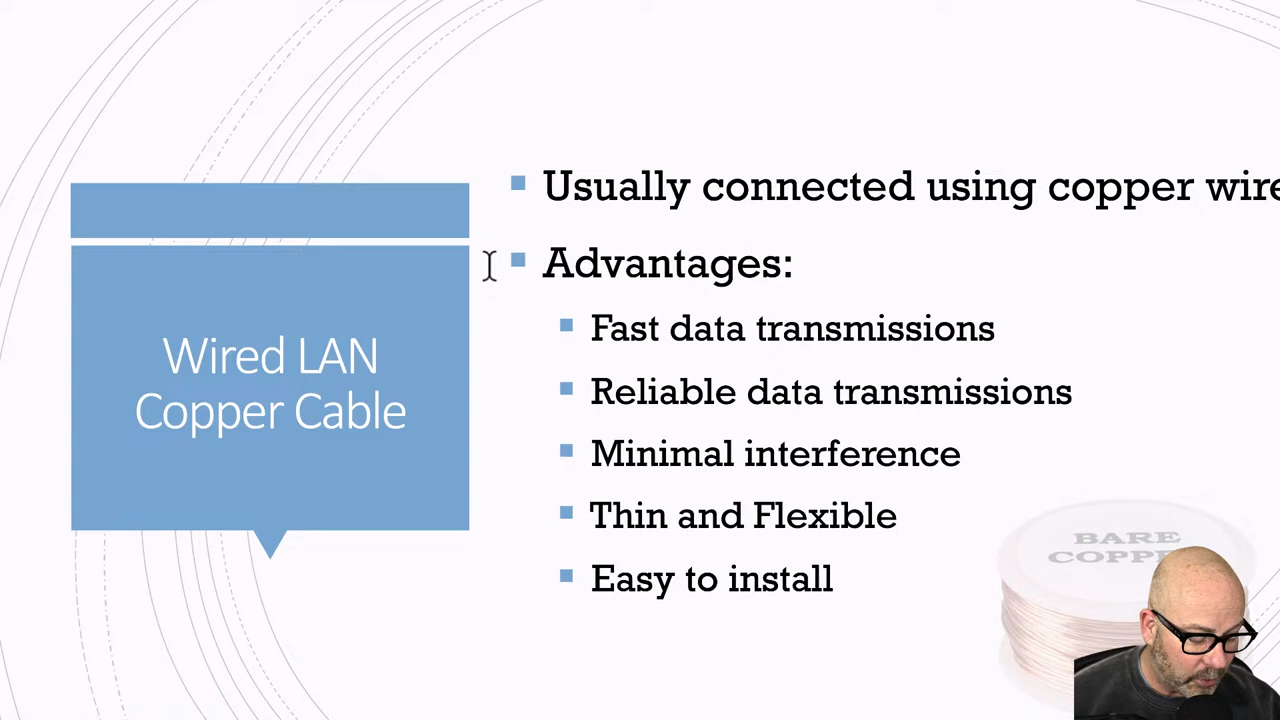 Wired LAN
Copper Cable
Usually connected using copper
Advantages:
Fast data transmissions
Reliable data transmissions
Minimal interference
Thin and Flexible
Easy to install
BARE